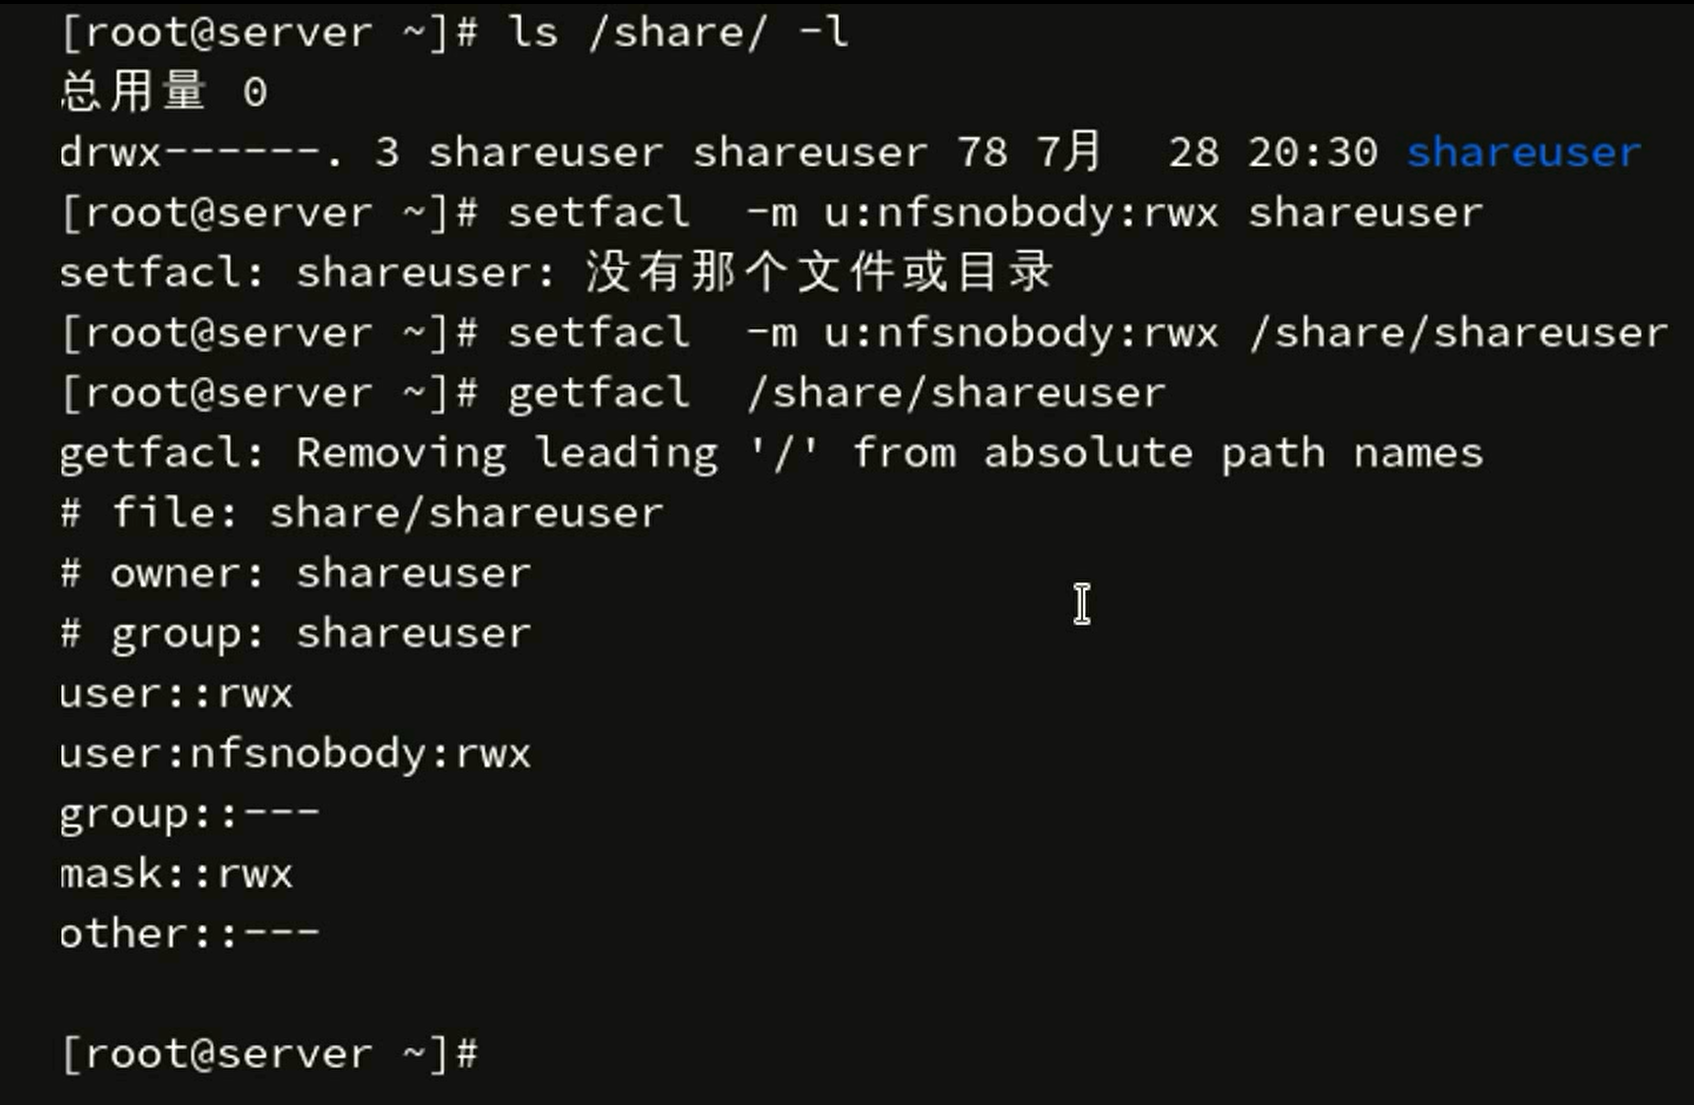 [root@server ~]# ls /share/ -l
总用量 0
drwx------. 3 shareuser shareuser 78 7月  28 20:30 shareuser
[root@server ~]# setfacl  -m u:nfsnobody:rwx shareuser
setfacl: shareuser: 没有那个文件或目录
[root@server ~]# setfacl  -m u:nfsnobody:rwx /share/shareuser
[root@server ~]# getfacl  /share/shareuser
getfacl: Removing leading '/' from absolute path names
# file: share/shareuser
# owner: shareuser
# group: shareuser
user::rwx
user:nfsnobody:rwx
group::---
mask::rwx
other::---
[root@server ~]#